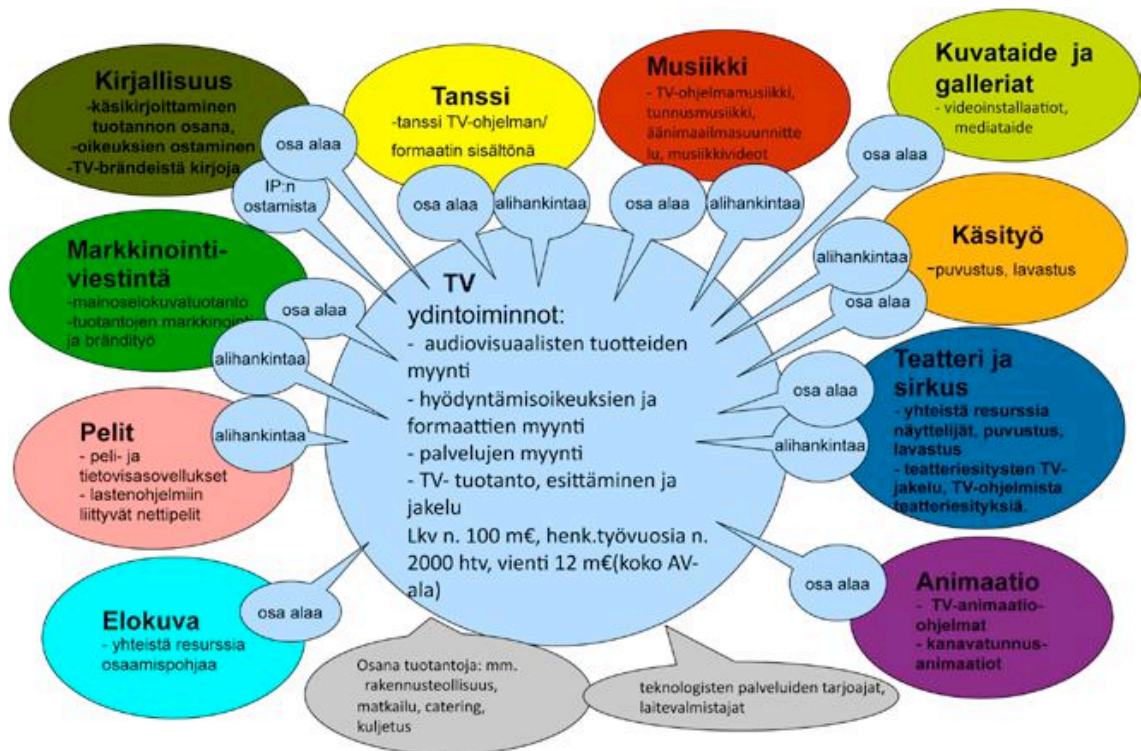 Kirjallisuus
-käsikirjoittaminen
tuotannon osana,
-oikeuksien ostaminen
-TV-brändeistä kirjoja
osa alaa
IP:n
ostamista
Tanssi
-tanssi TV-ohjelman/
formaatin sisältönä
osa alaa
alihankintaa
Musiikki
- TV-ohjelmamusiikki,
tunnusmusiikki,
äänimaailmasuunnitte
lu, musiikkivideot
osa alaa
alihankintaa
Kuvataide ja
galleriat
- videoinstallaatiot,
mediataide
osa alaa
Käsityö
-puvustus, lavastus
alihankintaa
osa alaa
Markkinointi-
viestintä
-mainoselokuvatuotanto
-tuotantojen markkinointi
ja brändityö
osa alaa
alihankintaa
TV
ydintoiminnot:
- audiovisuaalisten tuotteiden
myynti
- hyödyntämisoikeuksien ja
formaattien myynti
- palvelujen myynti
- TV- tuotanto, esittäminen ja
jakelu
Lkv n. 100 m€, henk.työvuosia n.
2000 htv, vienti 12 m€(koko AV-
ala)
Teatteri ja
sirkus
- yhteistä resurssia
näyttelijät, puvustus,
lavastus
- teatteriesitysten TV-
jakelu, TV-ohjelmista
teatteriesityksiä.
osa alaa
alihankintaa
Pelit
- peli- ja
tietovisasovellukset
- lastenohjelmiin
liittyvät nettipelit
alihankintaa
Elokuva
- yhteistä resurssia
osaamispohjaa
osa alaa
Animaatio
- TV-animaatio-
ohjelmat
- kanavatunnus-
animaatiot
osa alaa
Osana tuotantoja: mm.
rakennusteollisuus,
matkailu, catering,
kuljetus
teknologisten palveluiden tarjoajat,
laitevalmistajat